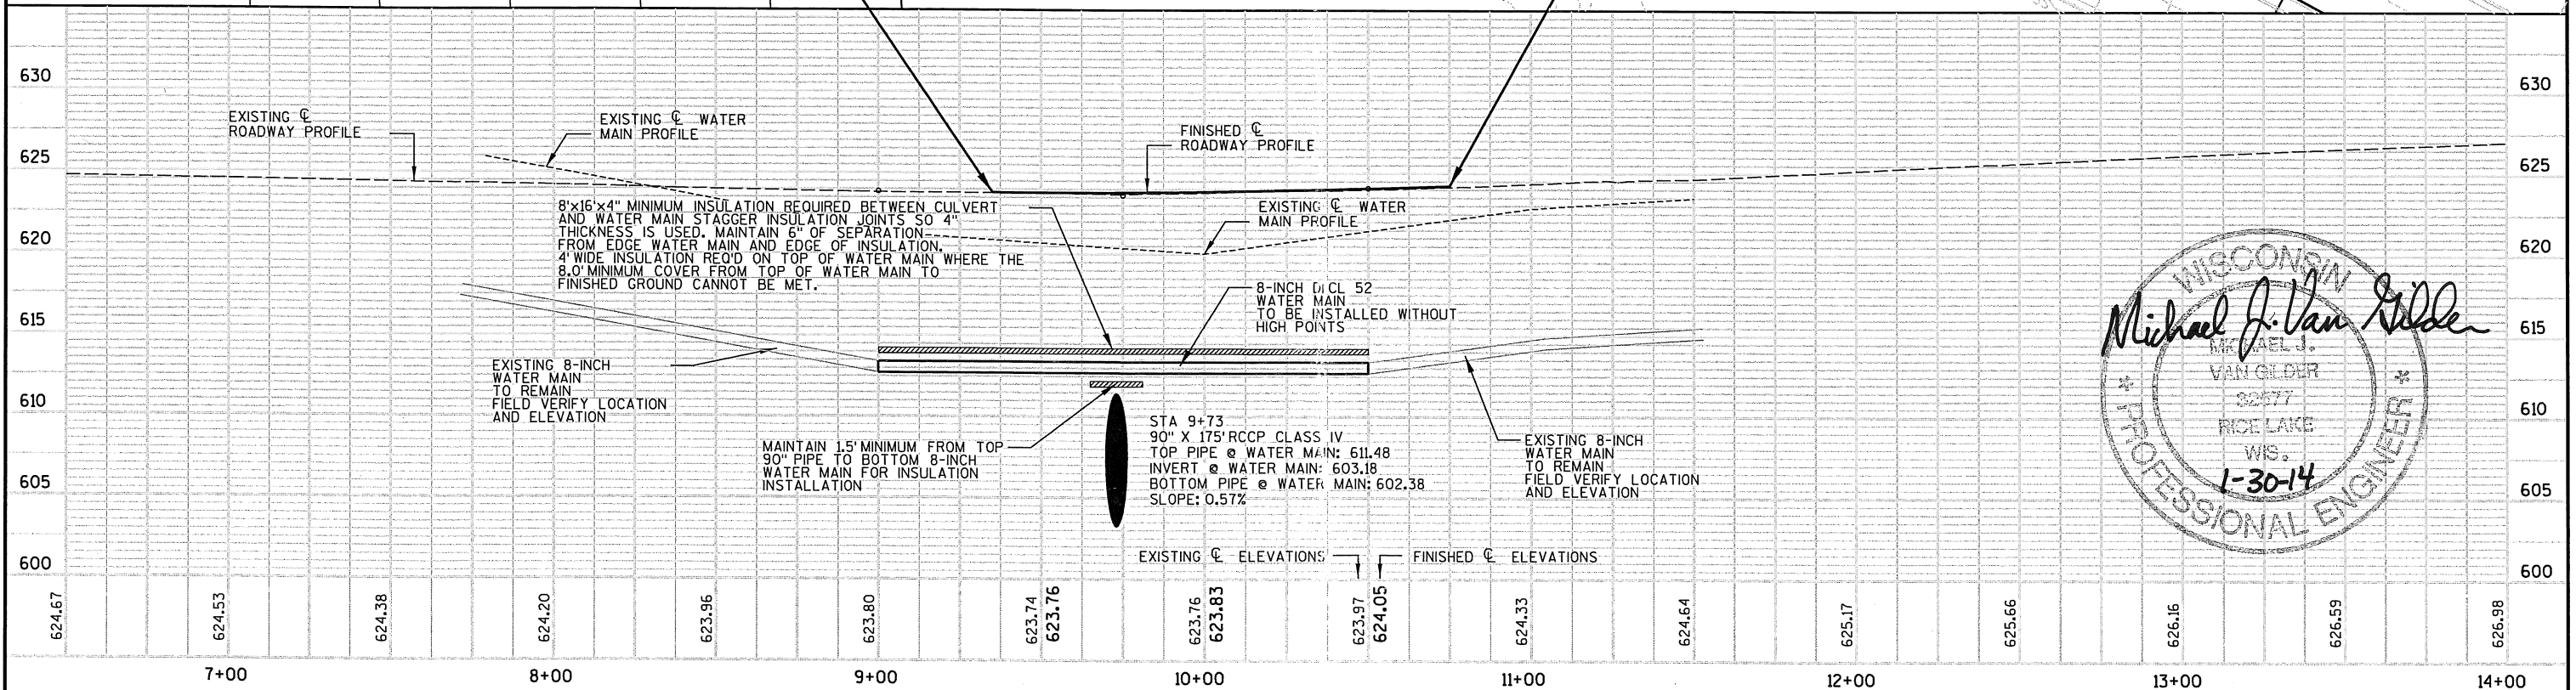 630
630
EXISTING ℄
ROADWAY PROFILE
EXISTING ℄ WATER
MAIN PROFILE
FINISHED ℄
ROADWAY PROFILE
625
625
8'x16'x4" MINIMUM INSULATION REQUIRED BETWEEN CULVERT
AND WATER MAIN STAGGER INSULATION JOINTS SO 4"
THICKNESS IS USED. MAINTAIN 6" OF SEPARATION
FROM EDGE WATER MAIN AND EDGE OF INSULATION.
4' WIDE INSULATION REQ'D ON TOP OF WATER MAIN WHERE THE
8.0' MINIMUM COVER FROM TOP OF WATER MAIN TO
FINISHED GROUND CANNOT BE MET.
EXISTING ℄ WATER
MAIN PROFILE
620
620
8-INCH DI CL 52
WATER MAIN
TO BE INSTALLED WITHOUT
HIGH POINTS
615
615
EXISTING 8-INCH
WATER MAIN
TO REMAIN
FIELD VERIFY LOCATION
AND ELEVATION
610
610
MAINTAIN 1.5' MINIMUM FROM TOP
90" PIPE TO BOTTOM 8-INCH
WATER MAIN FOR INSULATION
INSTALLATION
STA 9+73
90" X 175' RCCP CLASS IV
TOP PIPE @ WATER MAIN: 611.48
INVERT @ WATER MAIN: 603.18
BOTTOM PIPE @ WATER MAIN: 602.38
SLOPE: 0.57%
EXISTING 8-INCH
WATER MAIN
TO REMAIN
FIELD VERIFY LOCATION
AND ELEVATION
605
605
WISCONSIN
Michael J. Van Gilder
MICHAEL J.
VAN GILDER
RICE LAKE
WIS.
1-30-14
* PROFESSIONAL ENGINEER *
EXISTING ℄ ELEVATIONS
FINISHED ℄ ELEVATIONS
600
600
624.67
624.53
624.38
624.20
623.96
623.80
623.74
623.76
623.76
623.83
623.97
624.05
624.33
624.64
625.17
625.66
626.16
626.59
626.98
7+00
8+00
9+00
10+00
11+00
12+00
13+00
14+00